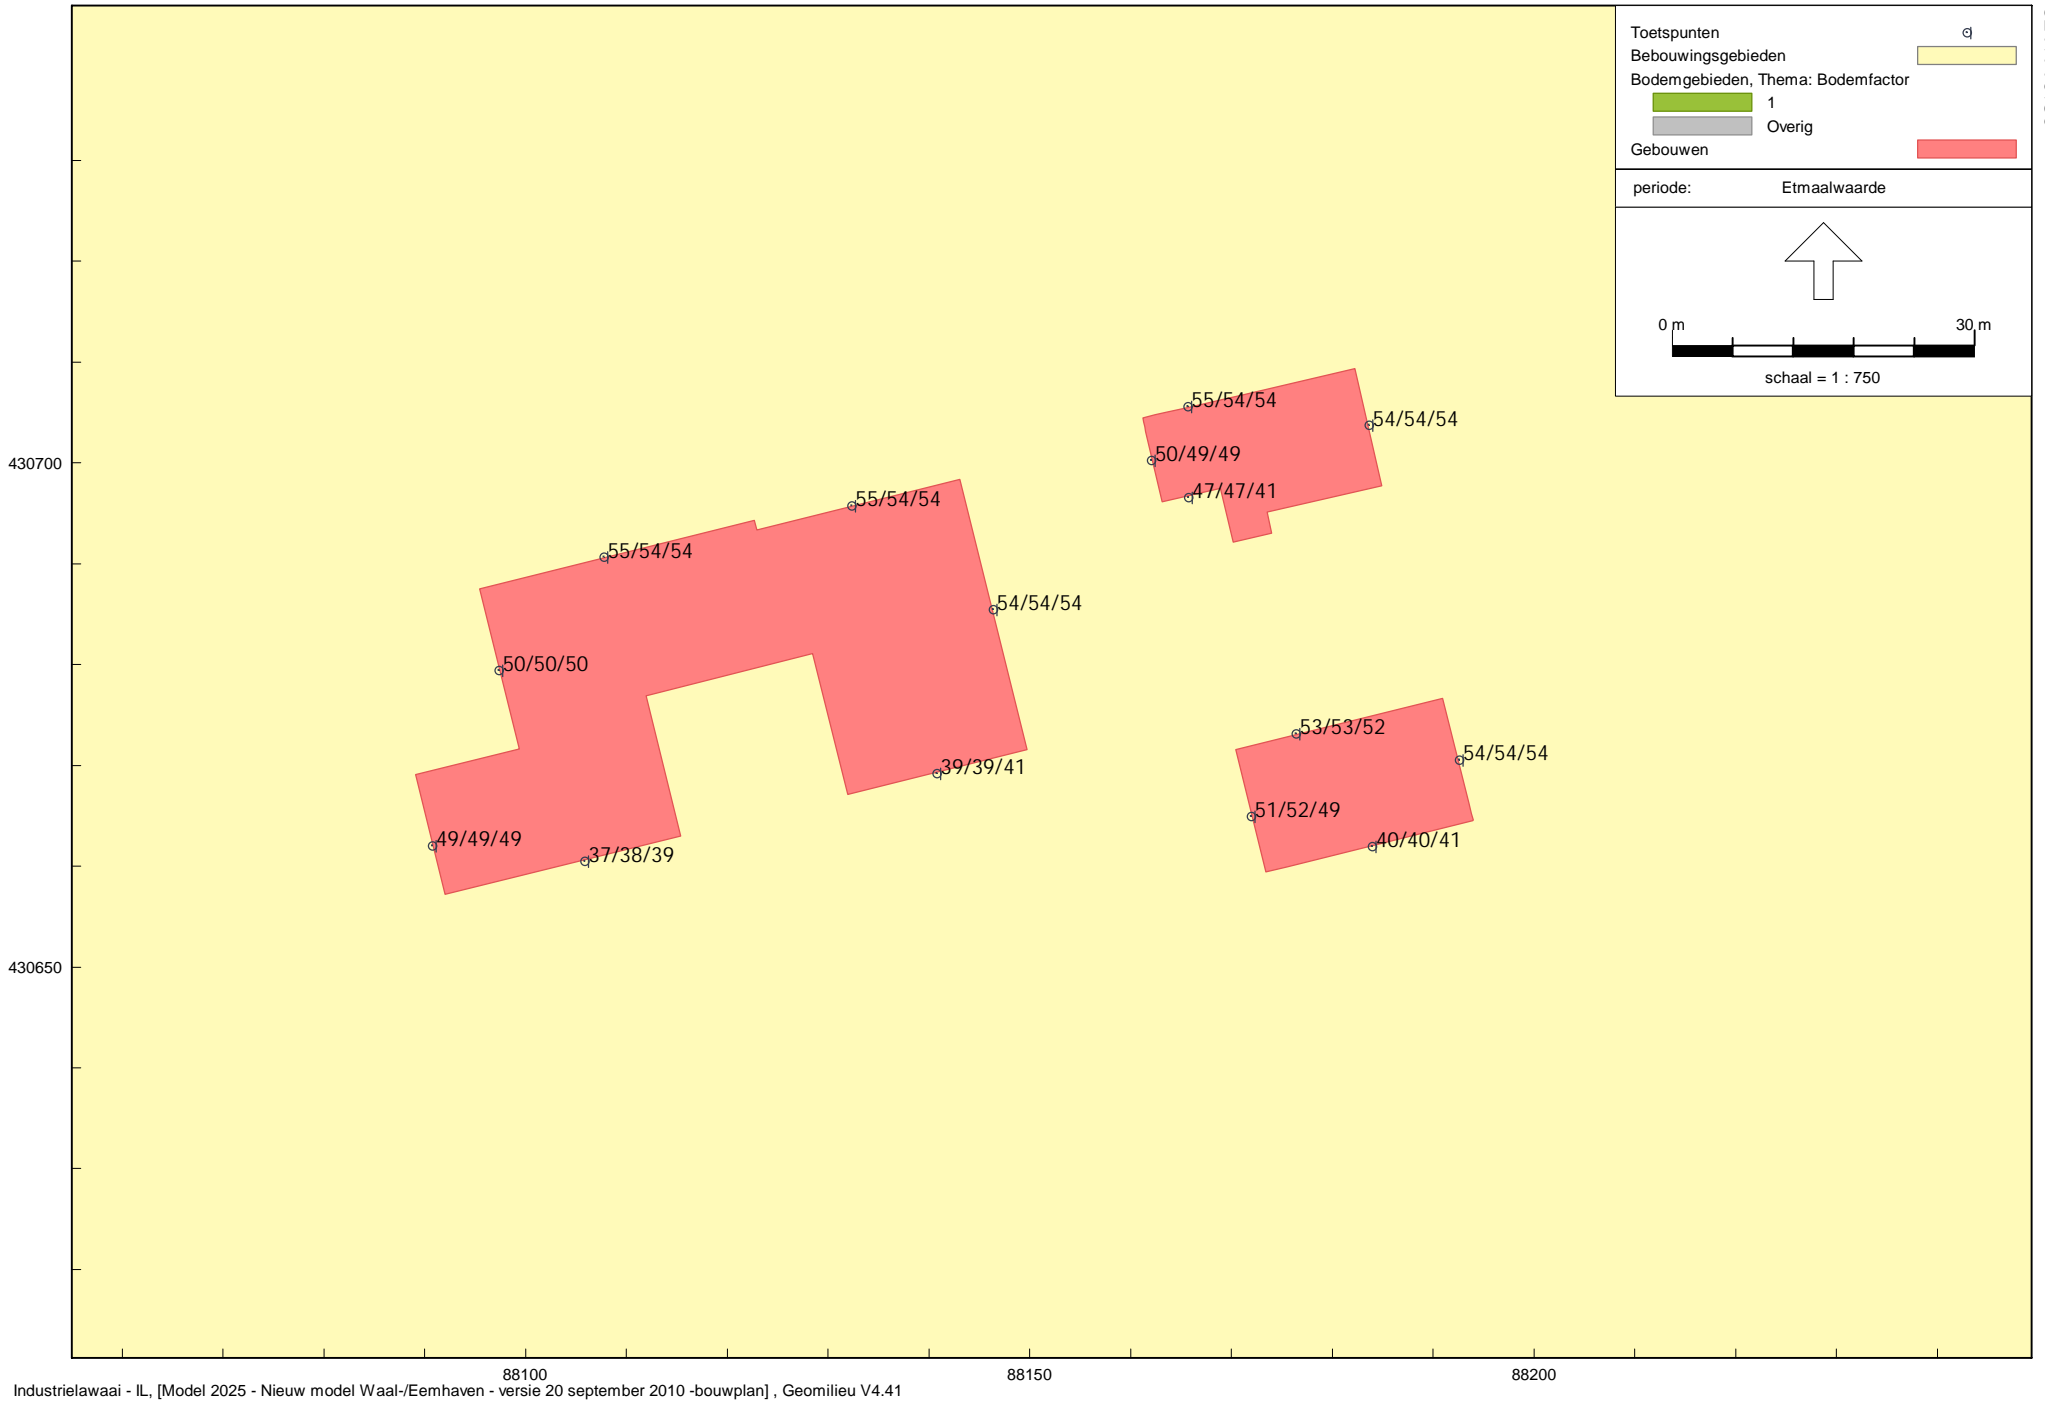 Toetspunten
Bebouwingsgebieden
Bodemgebieden, Thema: Bodemfactor
1
Overig
Gebouwen
periode: Etmaalwaarde
0 m 30 m
schaal = 1 : 750
55/54/54
54/54/54
50/49/49
47/47/41
430700
55/54/54
55/54/54
54/54/54
50/50/50
53/53/52
54/54/54
39/39/41
51/52/49
49/49/49
40/40/41
37/38/39
430650
88100 88150 88200
Industrielawaai - IL, [Model 2025 - Nieuw model Waal-/Eemhaven - versie 20 september 2010 -bouwplan] , Geomilieu V4.41